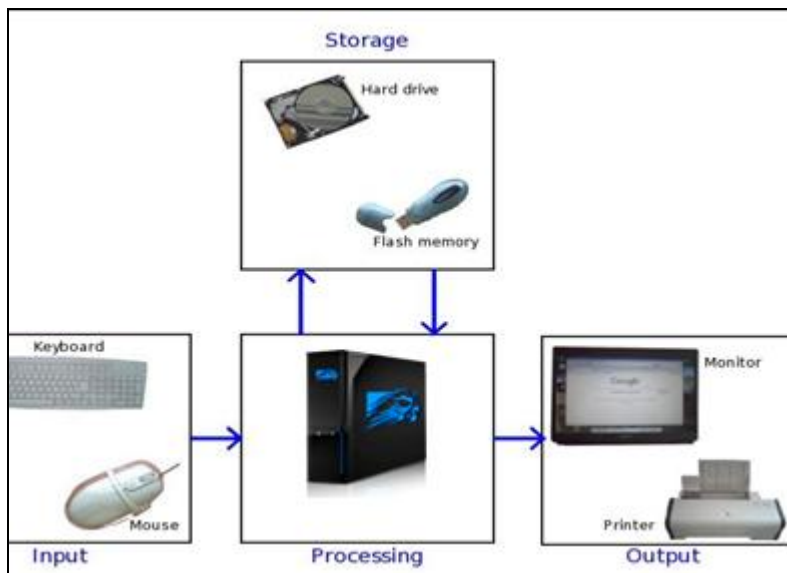 Storage
Hard drive
Flash memory
Keyboard
Mouse
Input
Processing
Monitor
Google
Printer
Output